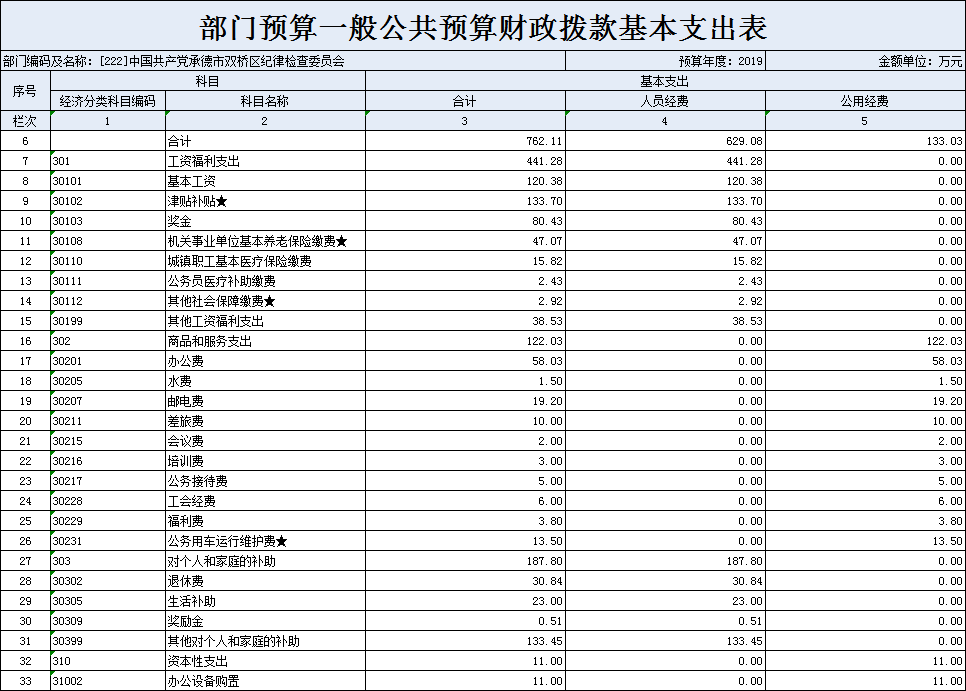 部门预算一般公共预算财政拨款基本支出表
部门编码及名称：[222]中国共产党承德市双桥区纪律检查委员会 预算年度：2019 金额单位：万元
序号 科目 基本支出
经济分类科目编码 科目名称 合计 人员经费 公用经费
栏次 1 2 3 4 5
6 合计 762.11 629.08 133.03
7 301 工资福利支出 441.28 441.28 0.00
8 30101 基本工资 120.38 120.38 0.00
9 30102 津贴补贴★ 133.70 133.70 0.00
10 30103 奖金 80.43 80.43 0.00
11 30108 机关事业单位基本养老保险缴费★ 47.07 47.07 0.00
12 30110 城镇职工基本医疗保险缴费 15.82 15.82 0.00
13 30111 公务员医疗补助缴费 2.43 2.43 0.00
14 30112 其他社会保障缴费★ 2.92 2.92 0.00
15 30199 其他工资福利支出 38.53 38.53 0.00
16 302 商品和服务支出 122.03 0.00 122.03
17 30201 办公费 58.03 0.00 58.03
18 30205 水费 1.50 0.00 1.50
19 30207 邮电费 19.20 0.00 19.20
20 30211 差旅费 10.00 0.00 10.00
21 30215 会议费 2.00 0.00 2.00
22 30216 培训费 3.00 0.00 3.00
23 30217 公务接待费 5.00 0.00 5.00
24 30228 工会经费 6.00 0.00 6.00
25 30229 福利费 3.80 0.00 3.80
26 30231 公务用车运行维护费★ 13.50 0.00 13.50
27 303 对个人和家庭的补助 187.80 187.80 0.00
28 30302 退休费 30.84 30.84 0.00
29 30305 生活补助 23.00 23.00 0.00
30 30309 奖励金 0.51 0.51 0.00
31 30399 其他对个人和家庭的补助 133.45 133.45 0.00
32 310 资本性支出 11.00 0.00 11.00
33 31002 办公设备购置 11.00 0.00 11.00